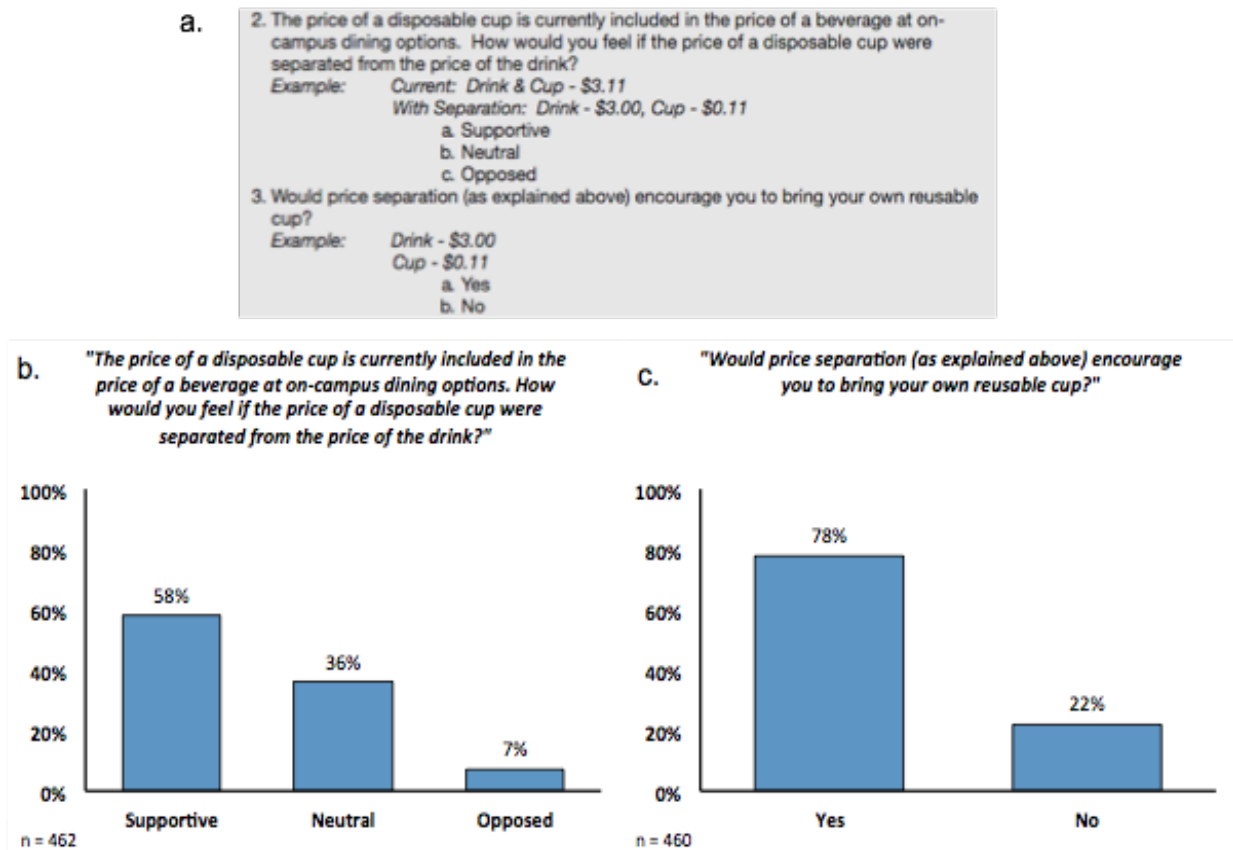 a.
2. The price of a disposable cup is currently included in the price of a beverage at on-
campus dining options. How would you feel if the price of a disposable cup were
separated from the price of the drink?
Example: Current: Drink & Cup - $3.11
With Separation: Drink - $3.00, Cup - $0.11
a. Supportive
b. Neutral
c. Opposed
3. Would price separation (as explained above) encourage you to bring your own reusable
cup?
Example: Drink - $3.00
Cup - $0.11
a. Yes
b. No
b.
"The price of a disposable cup is currently included in the
price of a beverage at on-campus dining options. How
would you feel if the price of a disposable cup were
separated from the price of the drink?"
100%
80%
60%
40%
20%
0%
58%
36%
7%
Supportive Neutral Opposed
n = 462
c.
"Would price separation (as explained above) encourage
you to bring your own reusable cup?"
100%
80%
60%
40%
20%
0%
78%
22%
Yes No
n = 460